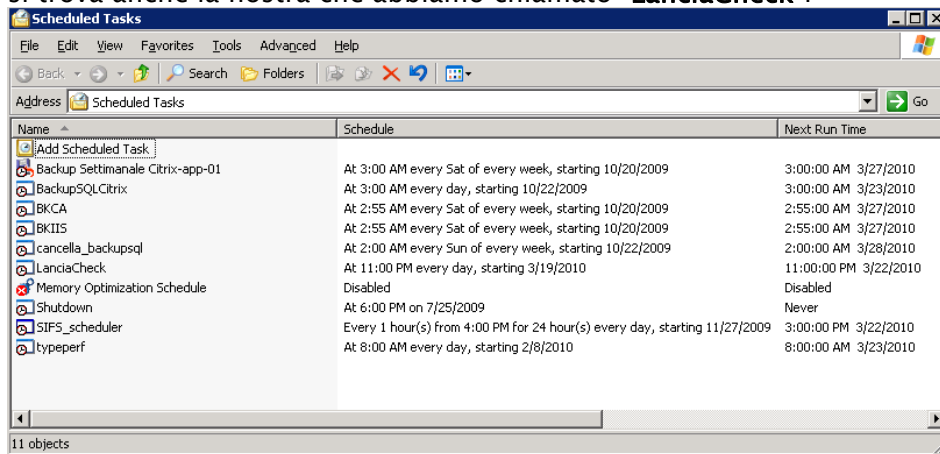 si trova anche la nostra che abbiamo chiamato "LanciaCheck".
Scheduled Tasks
File Edit View Favorites Tools Advanced Help
Back Search Folders
Address Scheduled Tasks Go
Name Schedule Next Run Time
Add Scheduled Task
Backup Settimanale Citrix-app-01 At 3:00 AM every Sat of every week, starting 10/20/2009 3:00:00 AM 3/27/2010
BackupSQLCitrix At 3:00 AM every day, starting 10/22/2009 3:00:00 AM 3/23/2010
BKCA At 2:55 AM every Sat of every week, starting 10/20/2009 2:55:00 AM 3/27/2010
BKIIS At 2:55 AM every Sat of every week, starting 10/20/2009 2:55:00 AM 3/27/2010
cancella_backupsql At 2:00 AM every Sun of every week, starting 10/22/2009 2:00:00 AM 3/28/2010
LanciaCheck At 11:00 PM every day, starting 3/19/2010 11:00:00 PM 3/22/2010
Memory Optimization Schedule Disabled Disabled
Shutdown At 6:00 PM on 7/25/2009 Never
SIFS_scheduler Every 1 hour(s) from 4:00 PM for 24 hour(s) every day, starting 11/27/2009 3:00:00 PM 3/22/2010
typeperf At 8:00 AM every day, starting 2/8/2010 8:00:00 AM 3/23/2010
11 objects